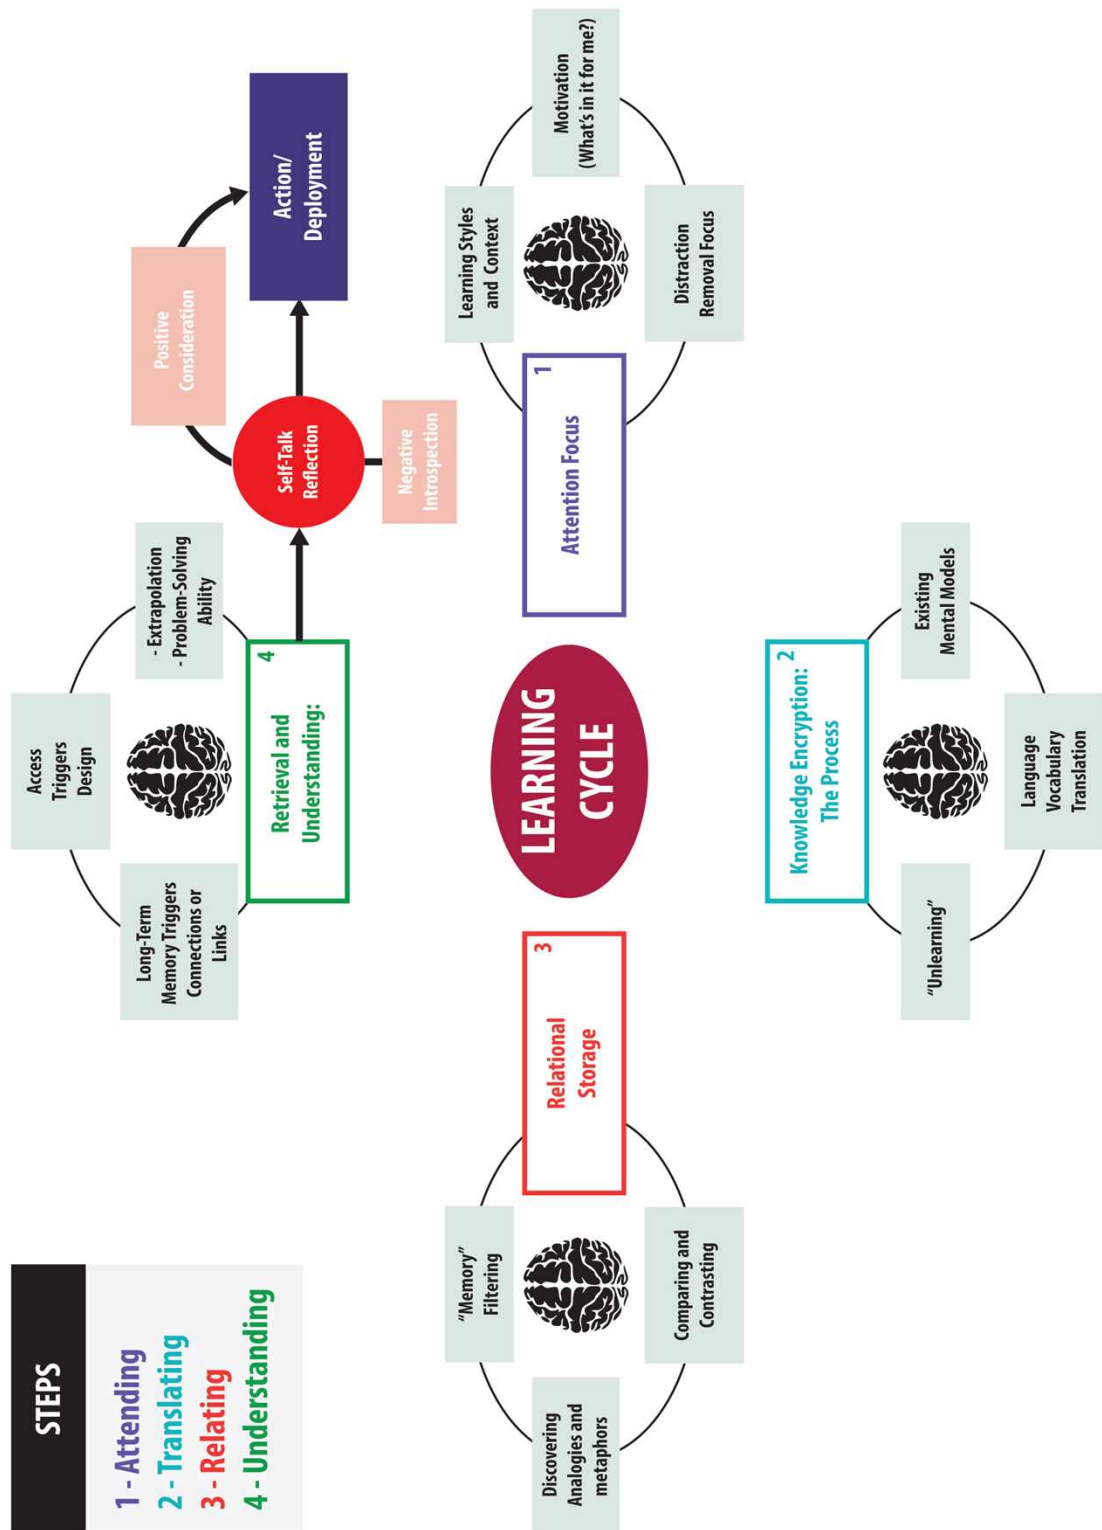 STEPS
1 - Attending
2 - Translating
3 - Relating
4 - Understanding
LEARNING
CYCLE
1
Attention Focus
Learning Styles
and Context
Motivation
(What's in it for me?)
Distraction
Removal Focus
2
Knowledge Encryption:
The Process
Existing
Mental Models
Language
Vocabulary
Translation
"Unlearning"
3
Relational
Storage
Comparing and
Contrasting
Discovering
Analogies and
metaphors
"Memory"
Filtering
4
Retrieval and
Understanding:
Long-Term
Memory Triggers
Connections or
Links
Access
Triggers
Design
- Extrapolation
- Problem-Solving
Ability
Self-Talk
Reflection
Positive
Consideration
Negative
Introspection
Action/
Deployment